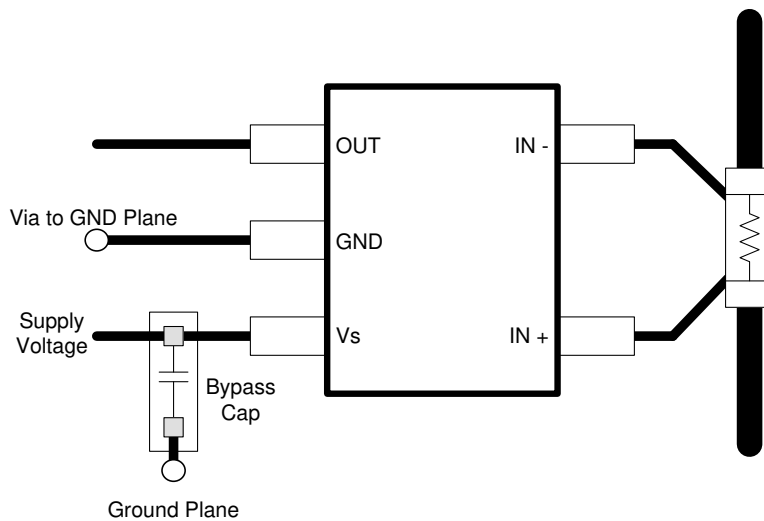 OUT
IN -
Via to GND Plane
GND
Supply
Voltage
Vs
IN +
Bypass
Cap
Ground Plane